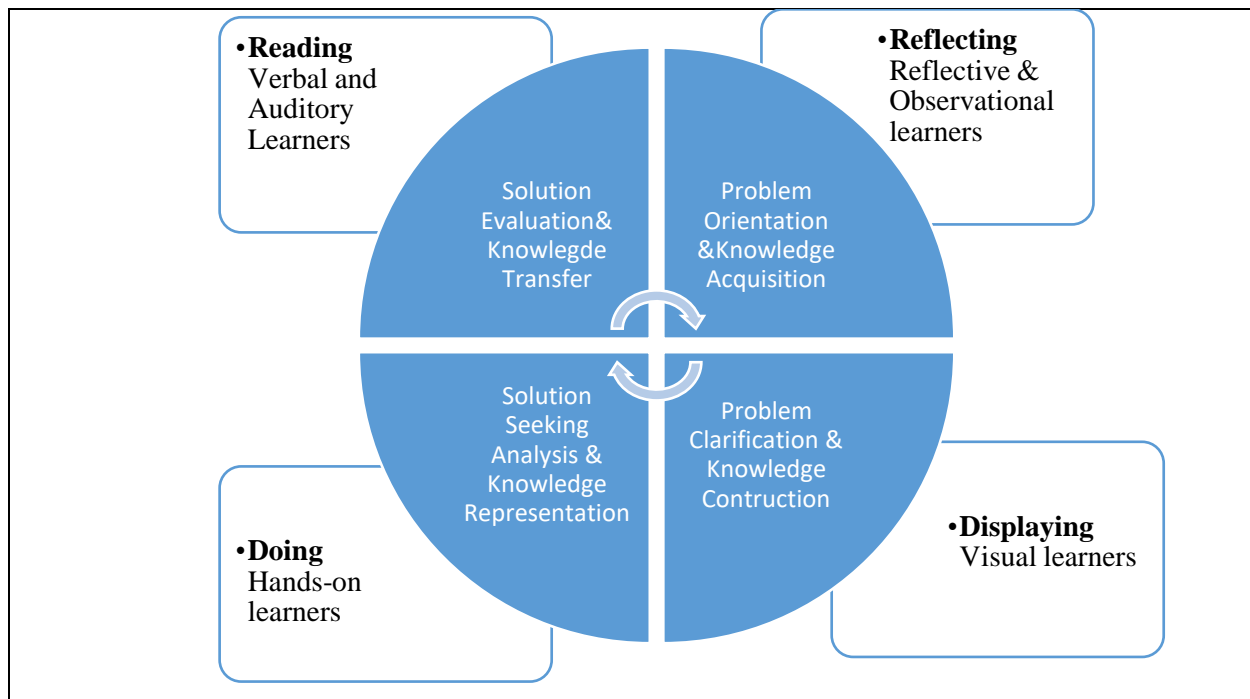 •Reading
Verbal and
Auditory
Learners
•Reflecting
Reflective &
Observational
learners
Solution
Evaluation&
Knowlegde
Transfer
Problem
Orientation
&Knowledge
Acquisition
Solution
Seeking
Analysis &
Knowledge
Representation
Problem
Clarification &
Knowledge
Contruction
•Doing
Hands-on
learners
•Displaying
Visual learners